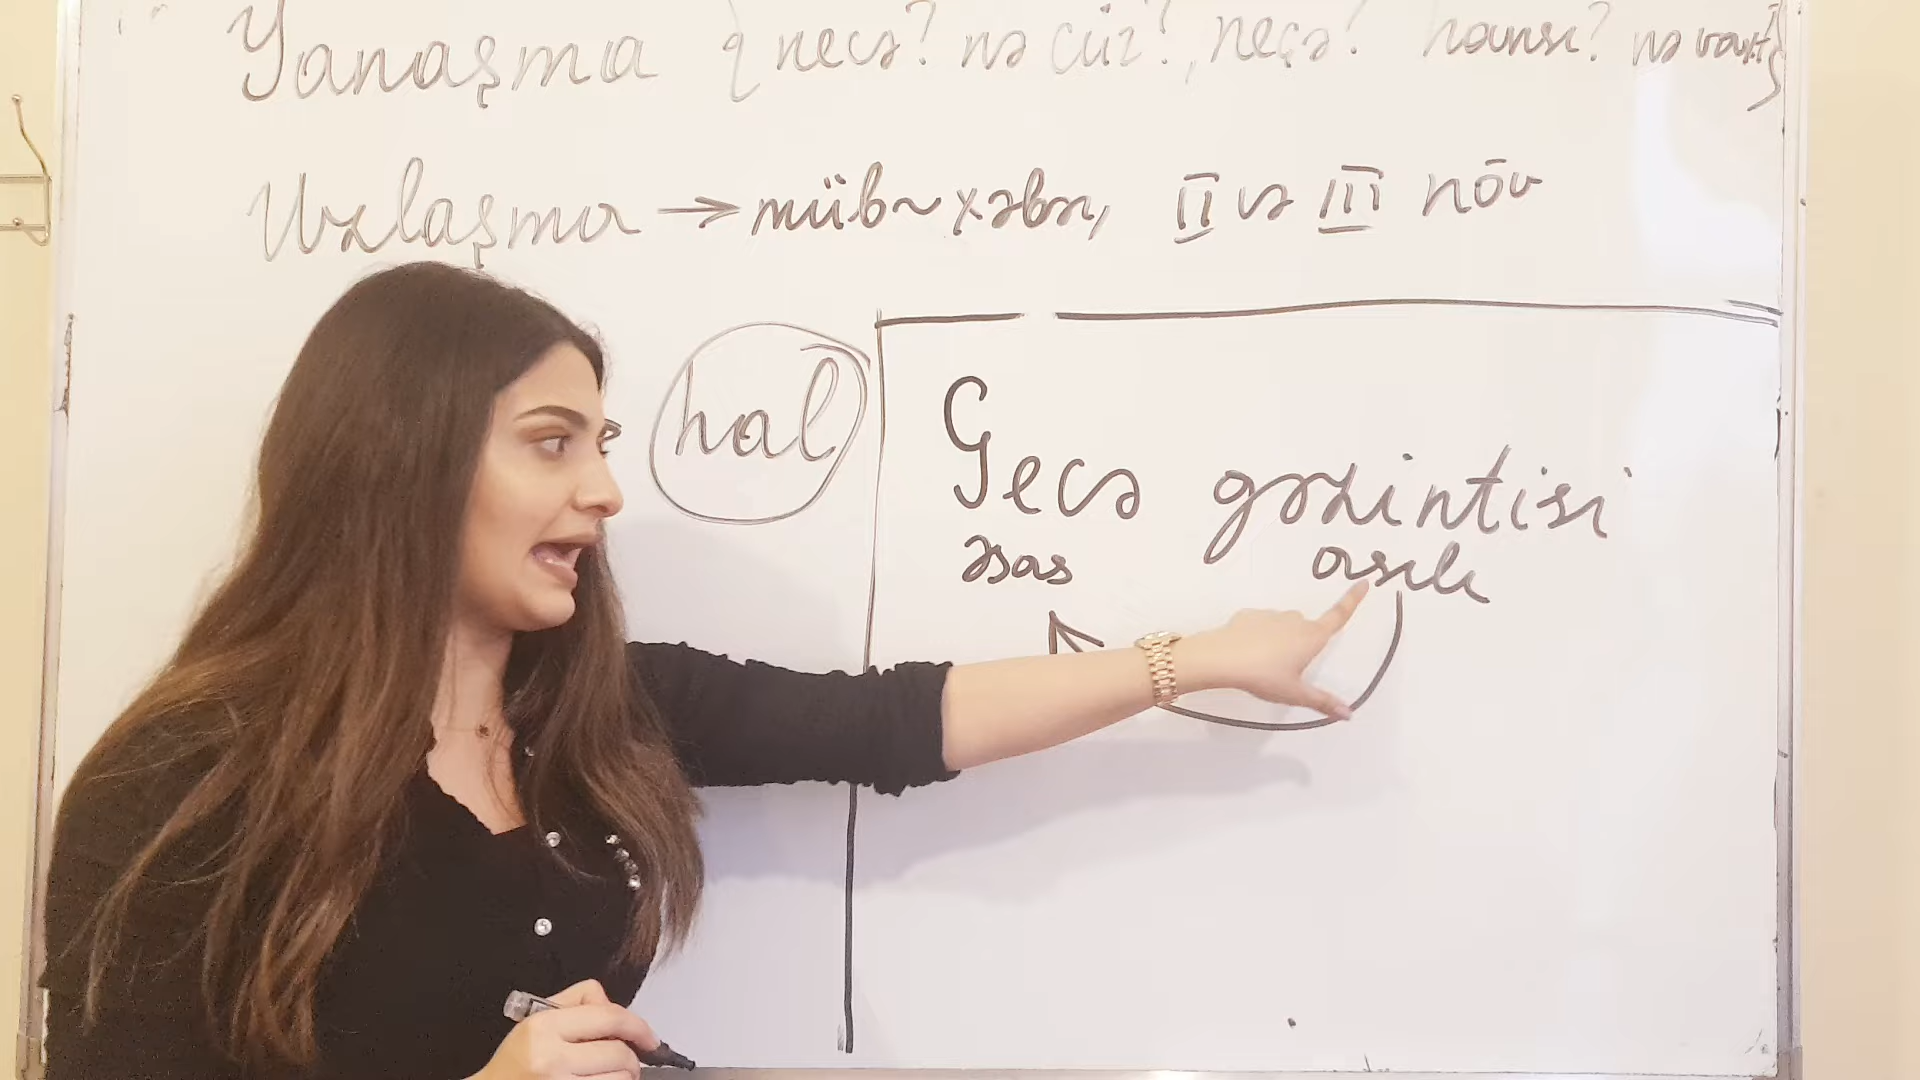 Yanaşma { necə? nə cür?, neçə? hansı? nə vaxt}
Uzlaşma → müb~xəbər, II və III növ
hal
Gecə gəzintisi
əsas asılı